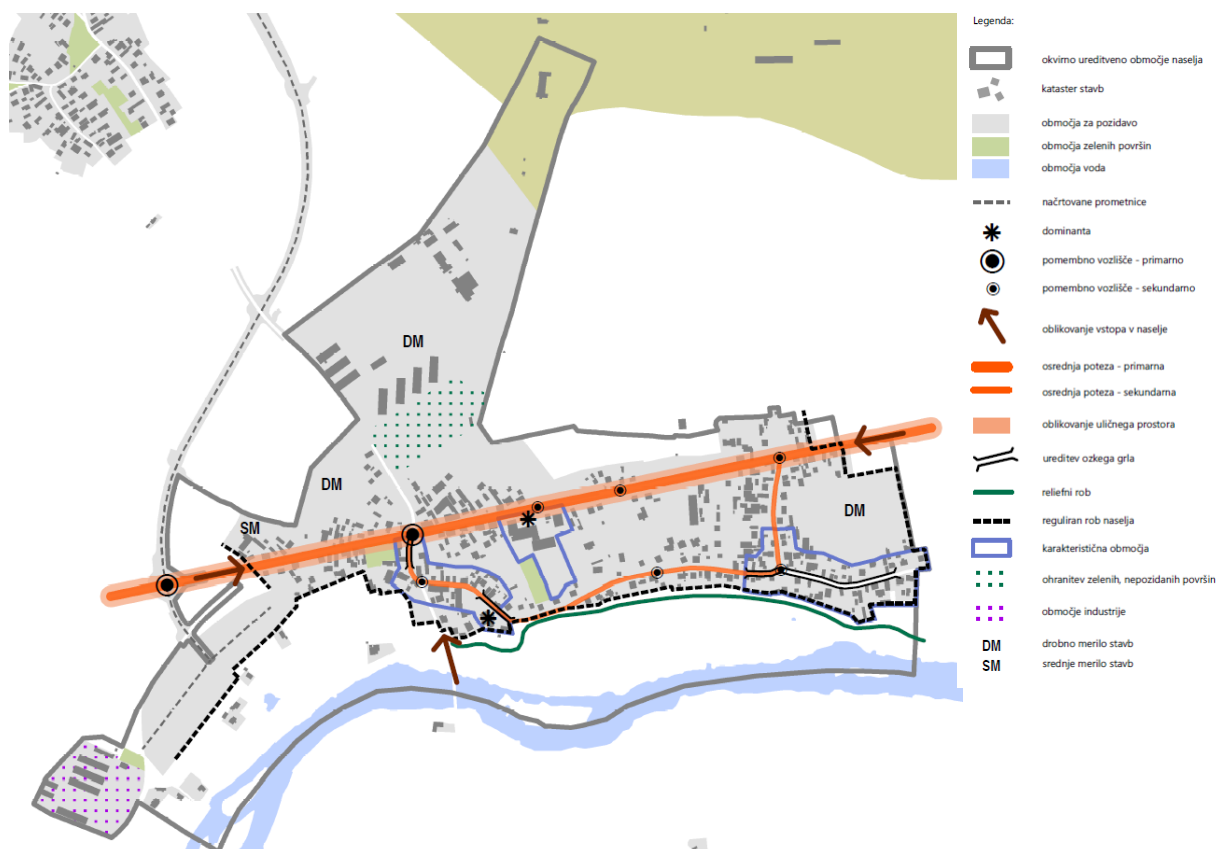 Legenda:
okvirno ureditveno območje naselja
kataster stavb
območja za pozidavo
območja zelenih površin
območja voda
načrtovane prometnice
dominanta
pomembno vozlišče - primarno
pomembno vozlišče - sekundarno
oblikovanje vstopa v naselje
osrednja poteza - primarna
osrednja poteza - sekundarna
oblikovanje uličnega prostora
ureditev ozkega grla
reliefni rob
reguliran rob naselja
karakteristična območja
ohranitev zelenih, nepozidanih površin
območje industrije
DM drobno merilo stavb
SM srednje merilo stavb
DM
DM
SM
DM